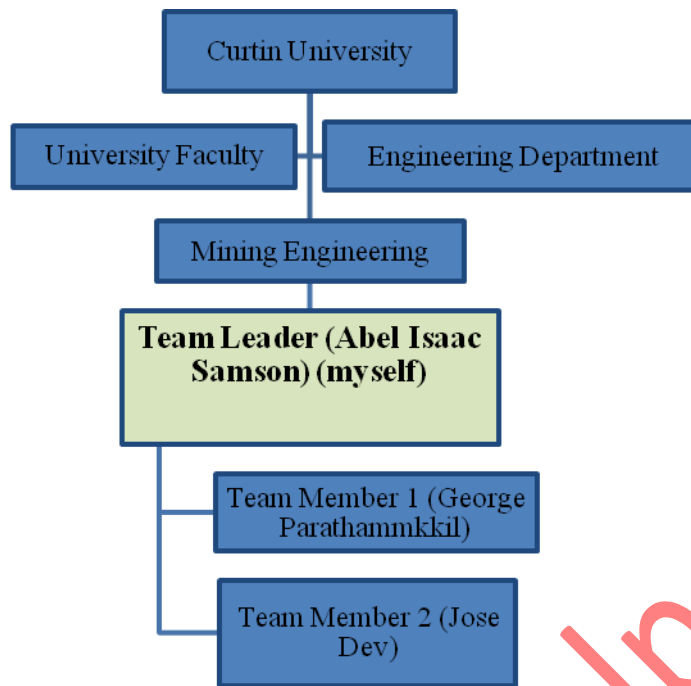 Curtin University
University Faculty
Engineering Department
Mining Engineering
Team Leader (Abel Isaac
Samson) (myself)
Team Member 1 (George
Parathammkkil)
Team Member 2 (Jose
Dev)